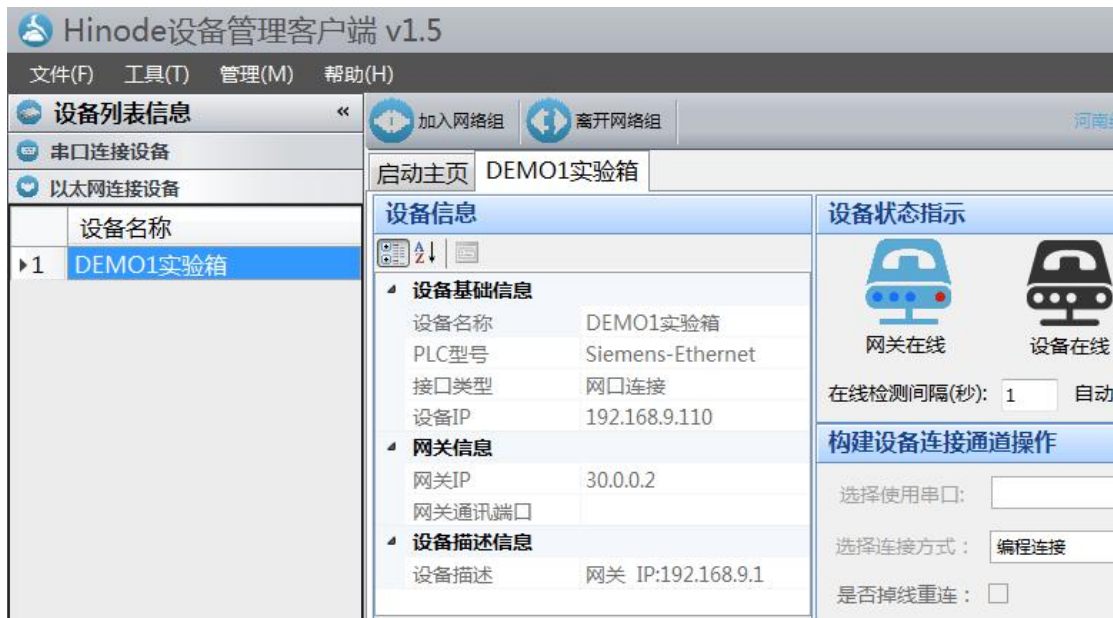 Hinode设备管理客户端 v1.5
文件(F) 工具(T) 管理(M) 帮助(H)
设备列表信息 «
串口连接设备
以太网连接设备
设备名称
1 DEMO1实验箱
加入网络组 离开网络组
河南
启动主页 DEMO1实验箱
设备信息
设备基础信息
设备名称 DEMO1实验箱
PLC型号 Siemens-Ethernet
接口类型 网口连接
设备IP 192.168.9.110
网关信息
网关IP 30.0.0.2
网关通讯端口
设备描述信息
设备描述 网关 IP:192.168.9.1
设备状态指示
网关在线 设备在线
在线检测间隔(秒): 1 自动
构建设备连接通道操作
选择使用串口:
选择连接方式： 编程连接
是否掉线重连：